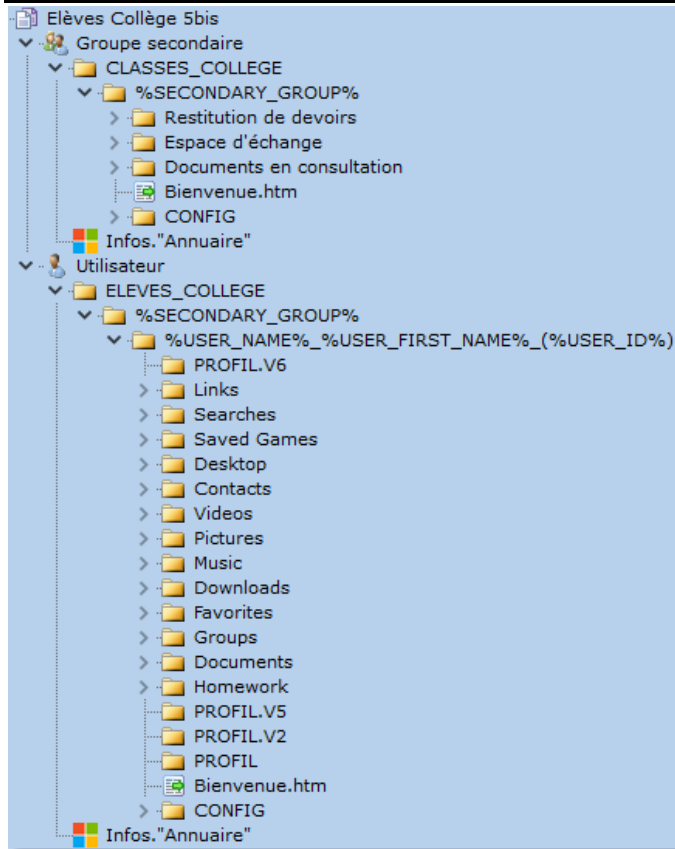 Elèves Collège 5bis
Groupe secondaire
CLASSES_COLLEGE
%SECONDARY_GROUP%
Restitution de devoirs
Espace d'échange
Documents en consultation
Bienvenue.htm
CONFIG
Infos."Annuaire"
Utilisateur
ELEVES_COLLEGE
%SECONDARY_GROUP%
%USER_NAME%_%USER_FIRST_NAME%_(%USER_ID%)
PROFIL.V6
Links
Searches
Saved Games
Desktop
Contacts
Videos
Pictures
Music
Downloads
Favorites
Groups
Documents
Homework
PROFIL.V5
PROFIL.V2
PROFIL
Bienvenue.htm
CONFIG
Infos."Annuaire"